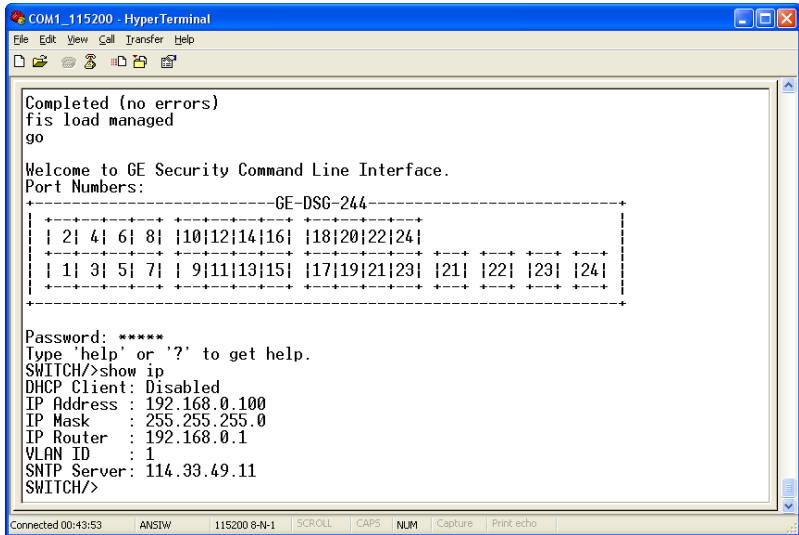 COM1_115200 - HyperTerminal
File Edit View Call Transfer Help
Completed (no errors)
fis load managed
go
Welcome to GE Security Command Line Interface.
Port Numbers:
+---------------------------GE-DSG-244----------------------------+
| +--+--+--+--+ +--+--+--+--+ +--+--+--+--+ |
| | 2| 4| 6| 8| |10|12|14|16| |18|20|22|24| |
| +--+--+--+--+ +--+--+--+--+ +--+--+--+--+ +--+ +--+ +--+ +--+ |
| | 1| 3| 5| 7| | 9|11|13|15| |17|19|21|23| |21| |22| |23| |24| |
| +--+--+--+--+ +--+--+--+--+ +--+--+--+--+ +--+ +--+ +--+ +--+ |
+-----------------------------------------------------------------+
Password: *****
Type 'help' or '?' to get help.
SWITCH/>show ip
DHCP Client: Disabled
IP Address : 192.168.0.100
IP Mask : 255.255.255.0
IP Router : 192.168.0.1
VLAN ID : 1
SNTP Server: 114.33.49.11
SWITCH/>
Connected 00:43:53 ANSIW 115200 8-N-1 SCROLL CAPS NUM Capture Print echo